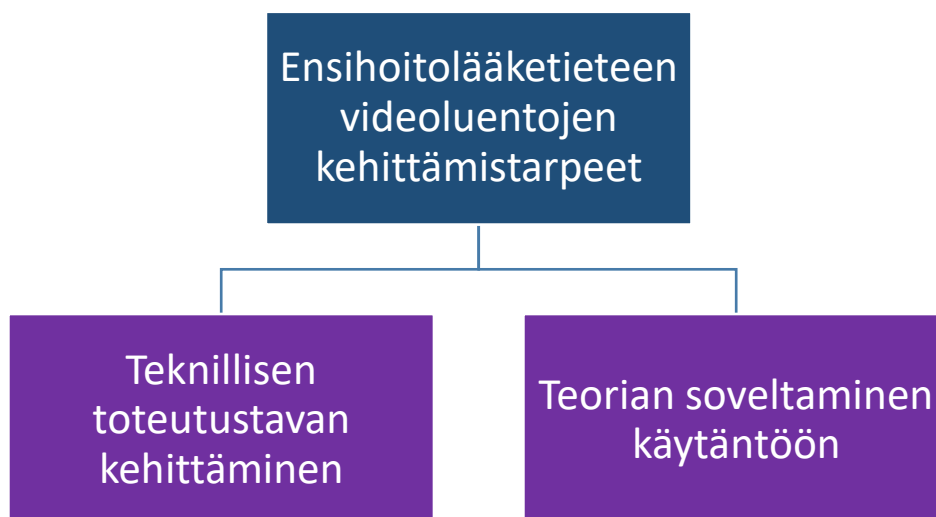 Ensihoitolääketieteen
videoluentojen
kehittämistarpeet
Teknillisen
toteutustavan
kehittäminen
Teorian soveltaminen
käytäntöön